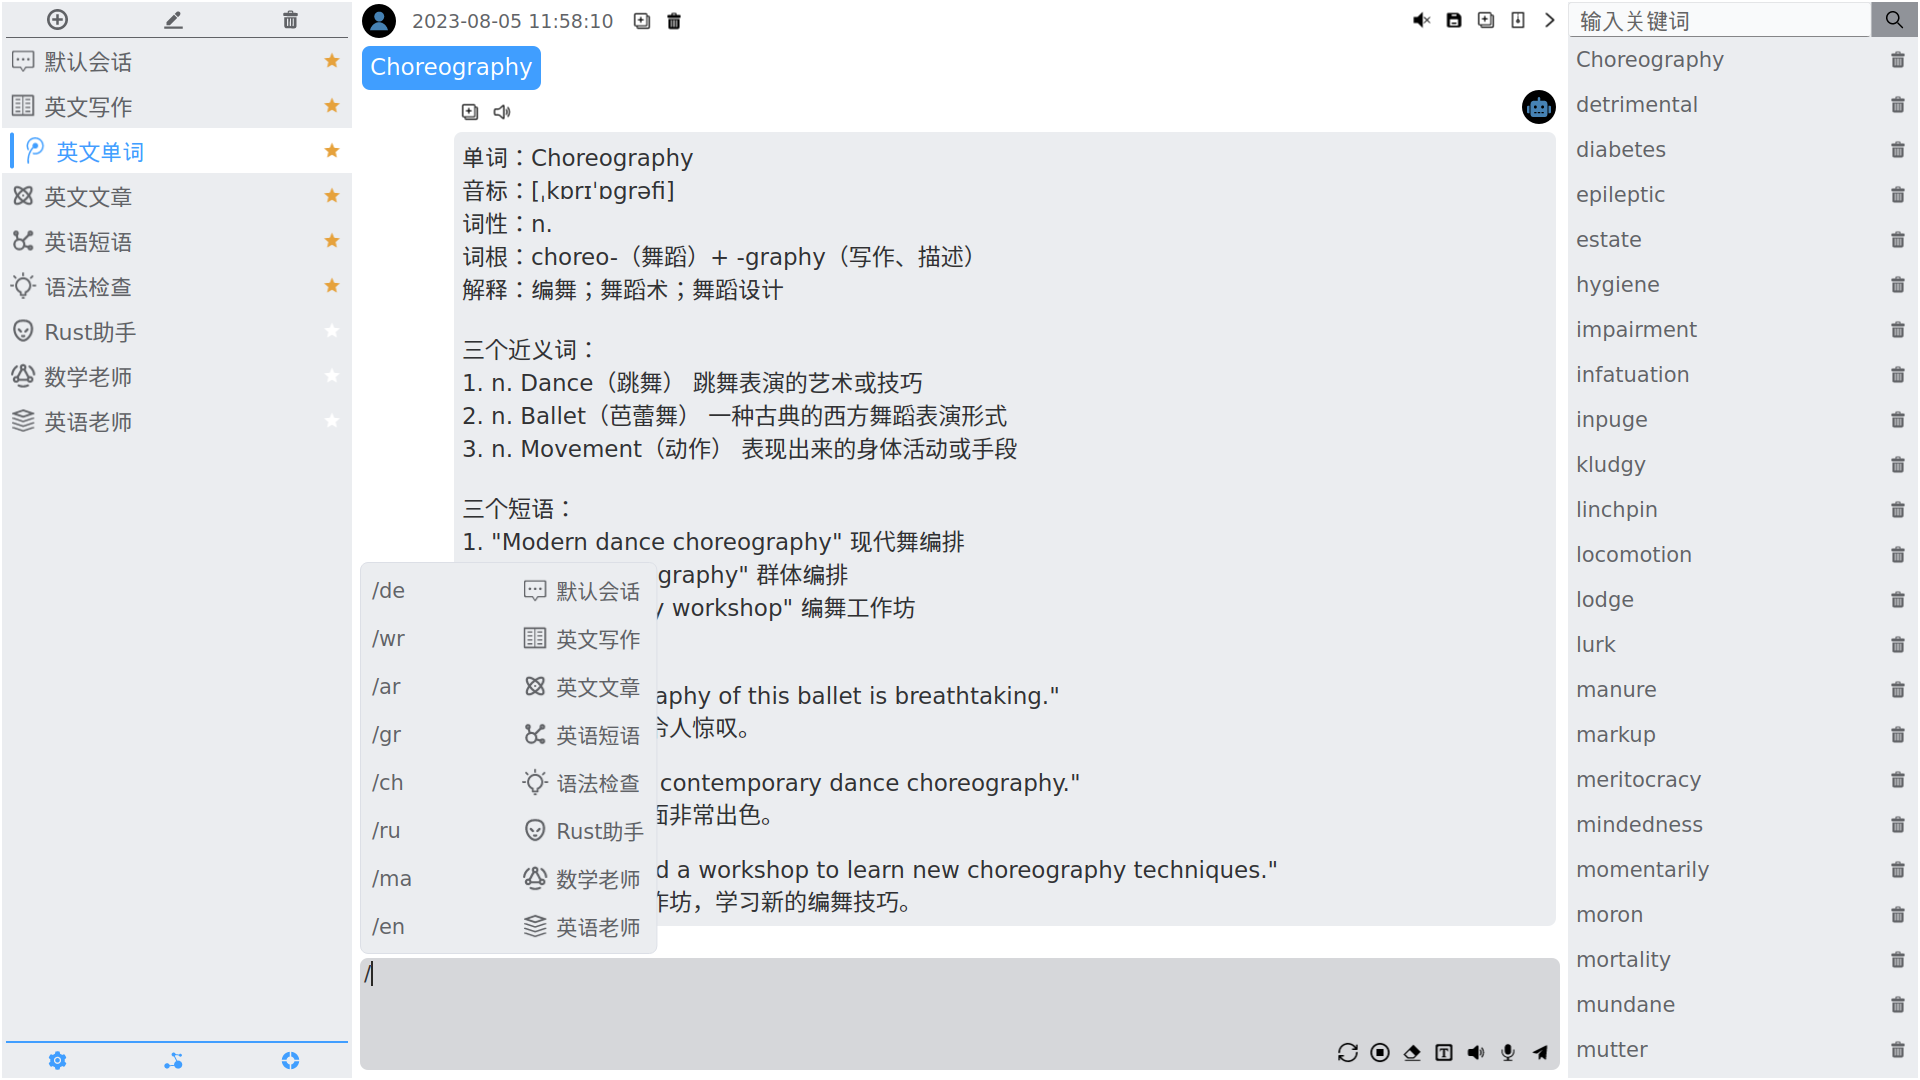 默认会话
英文写作
英文单词
英文文章
英语短语
语法检查
Rust助手
数学老师
英语老师
2023-08-05 11:58:10
Choreography
单词：Choreography
音标：[ˌkɒrɪˈɒɡrəfi]
词性：n.
词根：choreo-（舞蹈）+ -graphy（写作、描述）
解释：编舞；舞蹈术；舞蹈设计
三个近义词：
1. n. Dance（跳舞） 跳舞表演的艺术或技巧
2. n. Ballet（芭蕾舞） 一种古典的西方舞蹈表演形式
3. n. Movement（动作） 表现出来的身体活动或手段
三个短语：
1. "Modern dance choreography" 现代舞编排
graphy" 群体编排
workshop" 编舞工作坊
aphy of this ballet is breathtaking."
令人惊叹。
contemporary dance choreography."
面非常出色。
d a workshop to learn new choreography techniques."
作坊，学习新的编舞技巧。
/de 默认会话
/wr 英文写作
/ar 英文文章
/gr 英语短语
/ch 语法检查
/ru Rust助手
/ma 数学老师
/en 英语老师
/
输入关键词
Choreography
detrimental
diabetes
epileptic
estate
hygiene
impairment
infatuation
inpuge
kludgy
linchpin
locomotion
lodge
lurk
manure
markup
meritocracy
mindedness
momentarily
moron
mortality
mundane
mutter